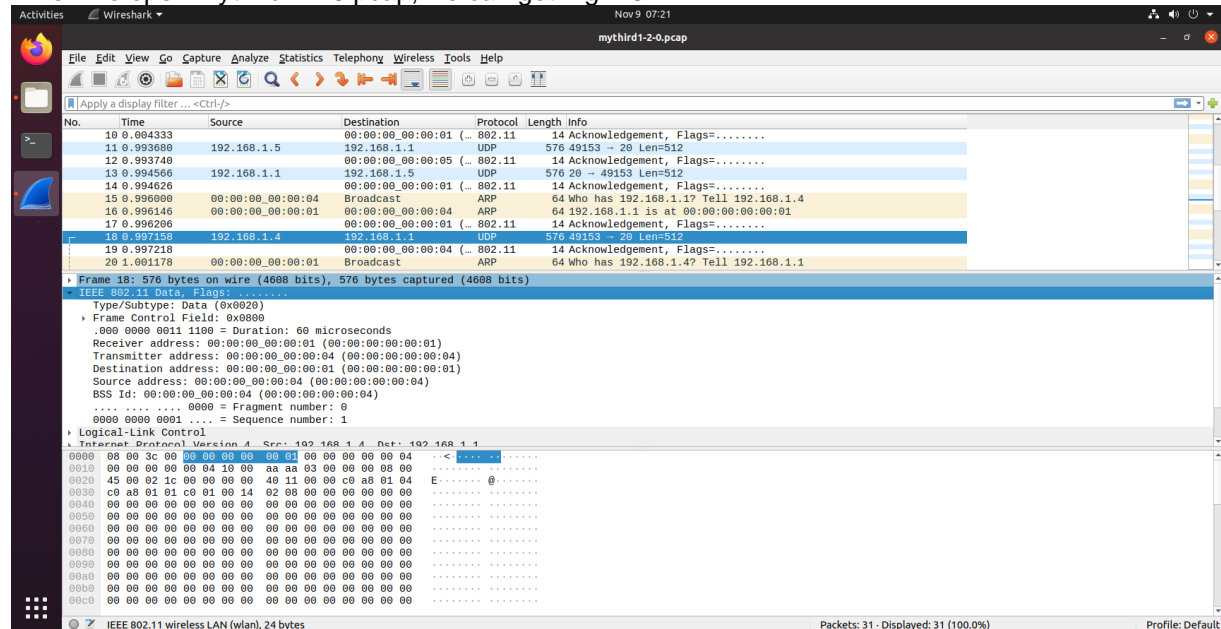 Activities Wireshark Nov 9 07:21
mythird1-2-0.pcap
File Edit View Go Capture Analyze Statistics Telephony Wireless Tools Help
Apply a display filter ... <Ctrl-/>
No. Time Source Destination Protocol Length Info
10 0.004333 00:00:00_00:00:01 (… 802.11 14 Acknowledgement, Flags=........
11 0.993680 192.168.1.5 192.168.1.1 UDP 576 49153 → 20 Len=512
12 0.993740 00:00:00_00:00:05 (… 802.11 14 Acknowledgement, Flags=........
13 0.994566 192.168.1.1 192.168.1.5 UDP 576 20 → 49153 Len=512
14 0.994626 00:00:00_00:00:01 (… 802.11 14 Acknowledgement, Flags=........
15 0.996000 00:00:00_00:00:04 Broadcast ARP 64 Who has 192.168.1.1? Tell 192.168.1.4
16 0.996146 00:00:00_00:00:01 00:00:00_00:00:04 ARP 64 192.168.1.1 is at 00:00:00:00:00:01
17 0.996206 00:00:00_00:00:01 (… 802.11 14 Acknowledgement, Flags=........
18 0.997158 192.168.1.4 192.168.1.1 UDP 576 49153 → 20 Len=512
19 0.997218 00:00:00_00:00:04 (… 802.11 14 Acknowledgement, Flags=........
20 1.001178 00:00:00_00:00:01 Broadcast ARP 64 Who has 192.168.1.4? Tell 192.168.1.1
Frame 18: 576 bytes on wire (4608 bits), 576 bytes captured (4608 bits)
IEEE 802.11 Data, Flags: ........
Type/Subtype: Data (0x0020)
Frame Control Field: 0x0800
.000 0000 0011 1100 = Duration: 60 microseconds
Receiver address: 00:00:00_00:00:01 (00:00:00:00:00:01)
Transmitter address: 00:00:00_00:00:04 (00:00:00:00:00:04)
Destination address: 00:00:00_00:00:01 (00:00:00:00:00:01)
Source address: 00:00:00_00:00:04 (00:00:00:00:00:04)
BSS Id: 00:00:00_00:00:04 (00:00:00:00:00:04)
.... .... .... 0000 = Fragment number: 0
0000 0000 0001 .... = Sequence number: 1
Logical-Link Control
Internet Protocol Version 4, Src: 192.168.1.4, Dst: 192.168.1.1
0000 08 00 3c 00 00 00 00 00 00 01 00 00 00 00 00 04 ..<.............
0010 00 00 00 00 00 04 10 00 aa aa 03 00 00 00 08 00 ................
0020 45 00 02 1c 00 00 00 00 40 11 00 00 c0 a8 01 04 E.......@.......
0030 c0 a8 01 01 c0 01 00 14 02 08 00 00 00 00 00 00 ................
0040 00 00 00 00 00 00 00 00 00 00 00 00 00 00 00 00 ................
0050 00 00 00 00 00 00 00 00 00 00 00 00 00 00 00 00 ................
0060 00 00 00 00 00 00 00 00 00 00 00 00 00 00 00 00 ................
0070 00 00 00 00 00 00 00 00 00 00 00 00 00 00 00 00 ................
0080 00 00 00 00 00 00 00 00 00 00 00 00 00 00 00 00 ................
0090 00 00 00 00 00 00 00 00 00 00 00 00 00 00 00 00 ................
00a0 00 00 00 00 00 00 00 00 00 00 00 00 00 00 00 00 ................
00b0 00 00 00 00 00 00 00 00 00 00 00 00 00 00 00 00 ................
00c0 00 00 00 00 00 00 00 00 00 00 00 00 00 00 00 00 ................
IEEE 802.11 wireless LAN (wlan), 24 bytes Packets: 31 · Displayed: 31 (100.0%) Profile: Default